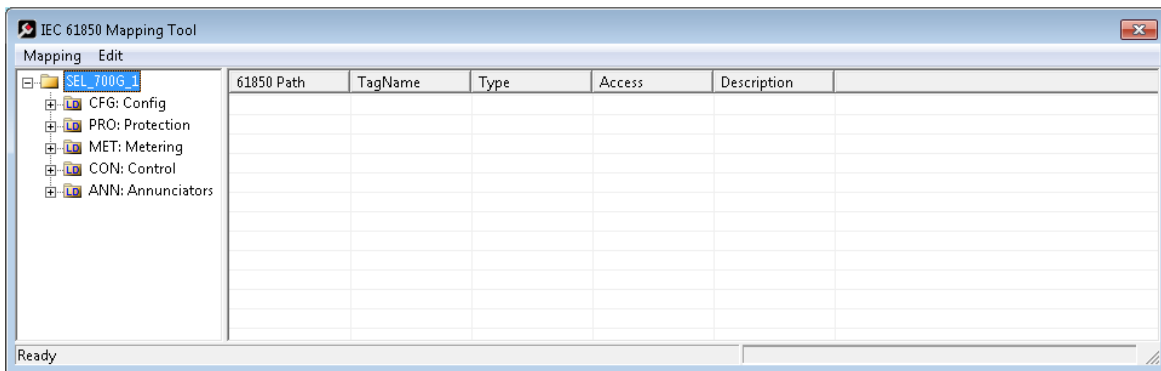 IEC 61850 Mapping Tool
Mapping Edit
SEL_700G_1
CFG: Config
PRO: Protection
MET: Metering
CON: Control
ANN: Annunciators
61850 Path TagName Type Access Description
LD
LD
LD
LD
LD
Ready